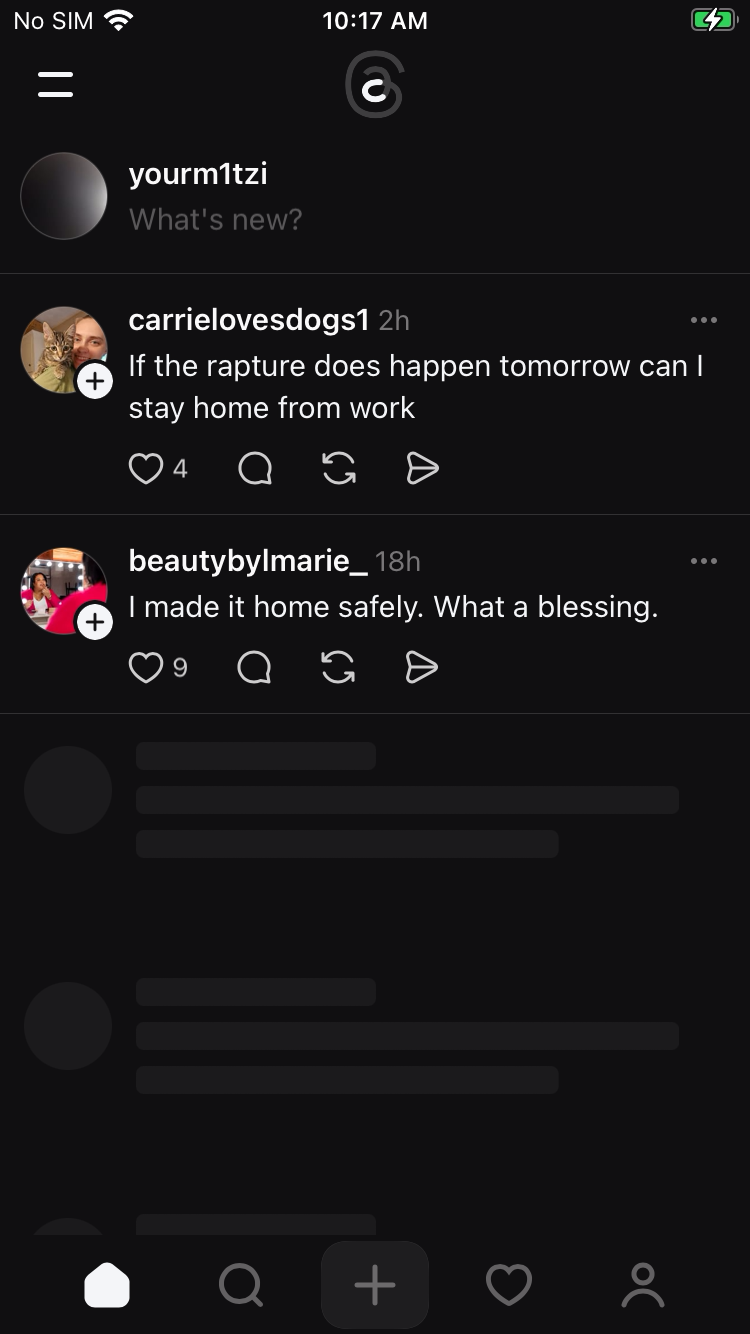 No SIM 10:17 AM
yourm1tzi
What's new?
carrielovesdogs1 2h
If the rapture does happen tomorrow can I
stay home from work
4
beautybylmarie_ 18h
I made it home safely. What a blessing.
9